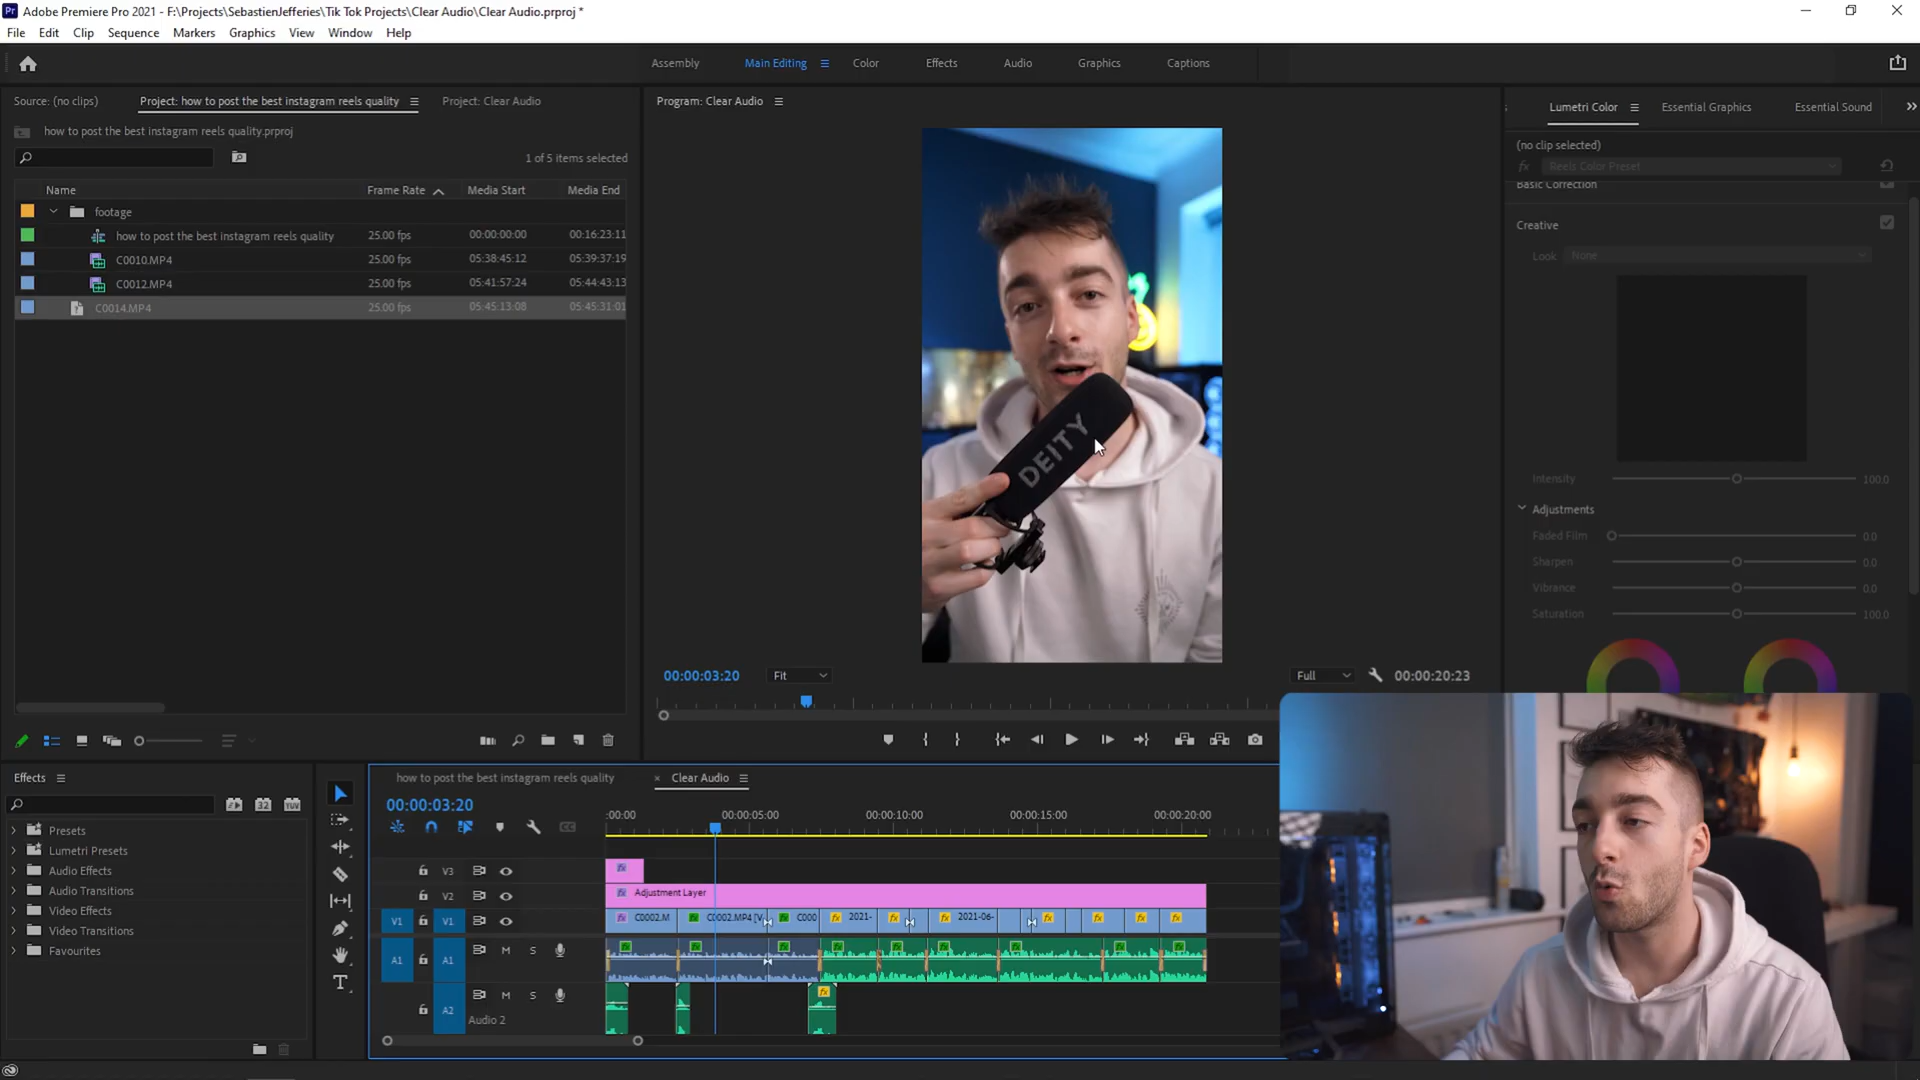 Adobe Premiere Pro 2021 - F:\Projects\SebastienJefferies\Tik Tok Projects\Clear Audio\Clear Audio.prproj *
File Edit Clip Sequence Markers Graphics View Window Help
Assembly Main Editing Color Effects Audio Graphics Captions
Source: (no clips) Project: how to post the best instagram reels quality Project: Clear Audio
how to post the best instagram reels quality.prproj
1 of 5 items selected
Name Frame Rate Media Start Media End
footage
how to post the best instagram reels quality 25.00 fps 00:00:00:00 00:16:23:11
C0010.MP4 25.00 fps 05:38:45:12 05:39:37:19
C0012.MP4 25.00 fps 05:41:57:24 05:44:43:13
C0014.MP4 25.00 fps 05:45:13:08 05:45:31:01
Program: Clear Audio
DEITY
00:00:03:20 Fit Full 00:00:20:23
Lumetri Color Essential Graphics Essential Sound
(no clip selected)
fx Reels Color Preset
Basic Correction
Creative
Look None
Intensity 100.0
Adjustments
Faded Film 0.0
Sharpen 0.0
Vibrance 0.0
Saturation 100.0
Effects
Presets
Lumetri Presets
Audio Effects
Audio Transitions
Video Effects
Video Transitions
Favourites
how to post the best instagram reels quality × Clear Audio
00:00:03:20
:00:00 00:00:05:00 00:00:10:00 00:00:15:00 00:00:20:00
V3
V2 Adjustment Layer
V1 V1 C0002.M C0002.MP4 [V C000 2021- 2021-06-
A1 A1 M S
A2 M S
Audio 2